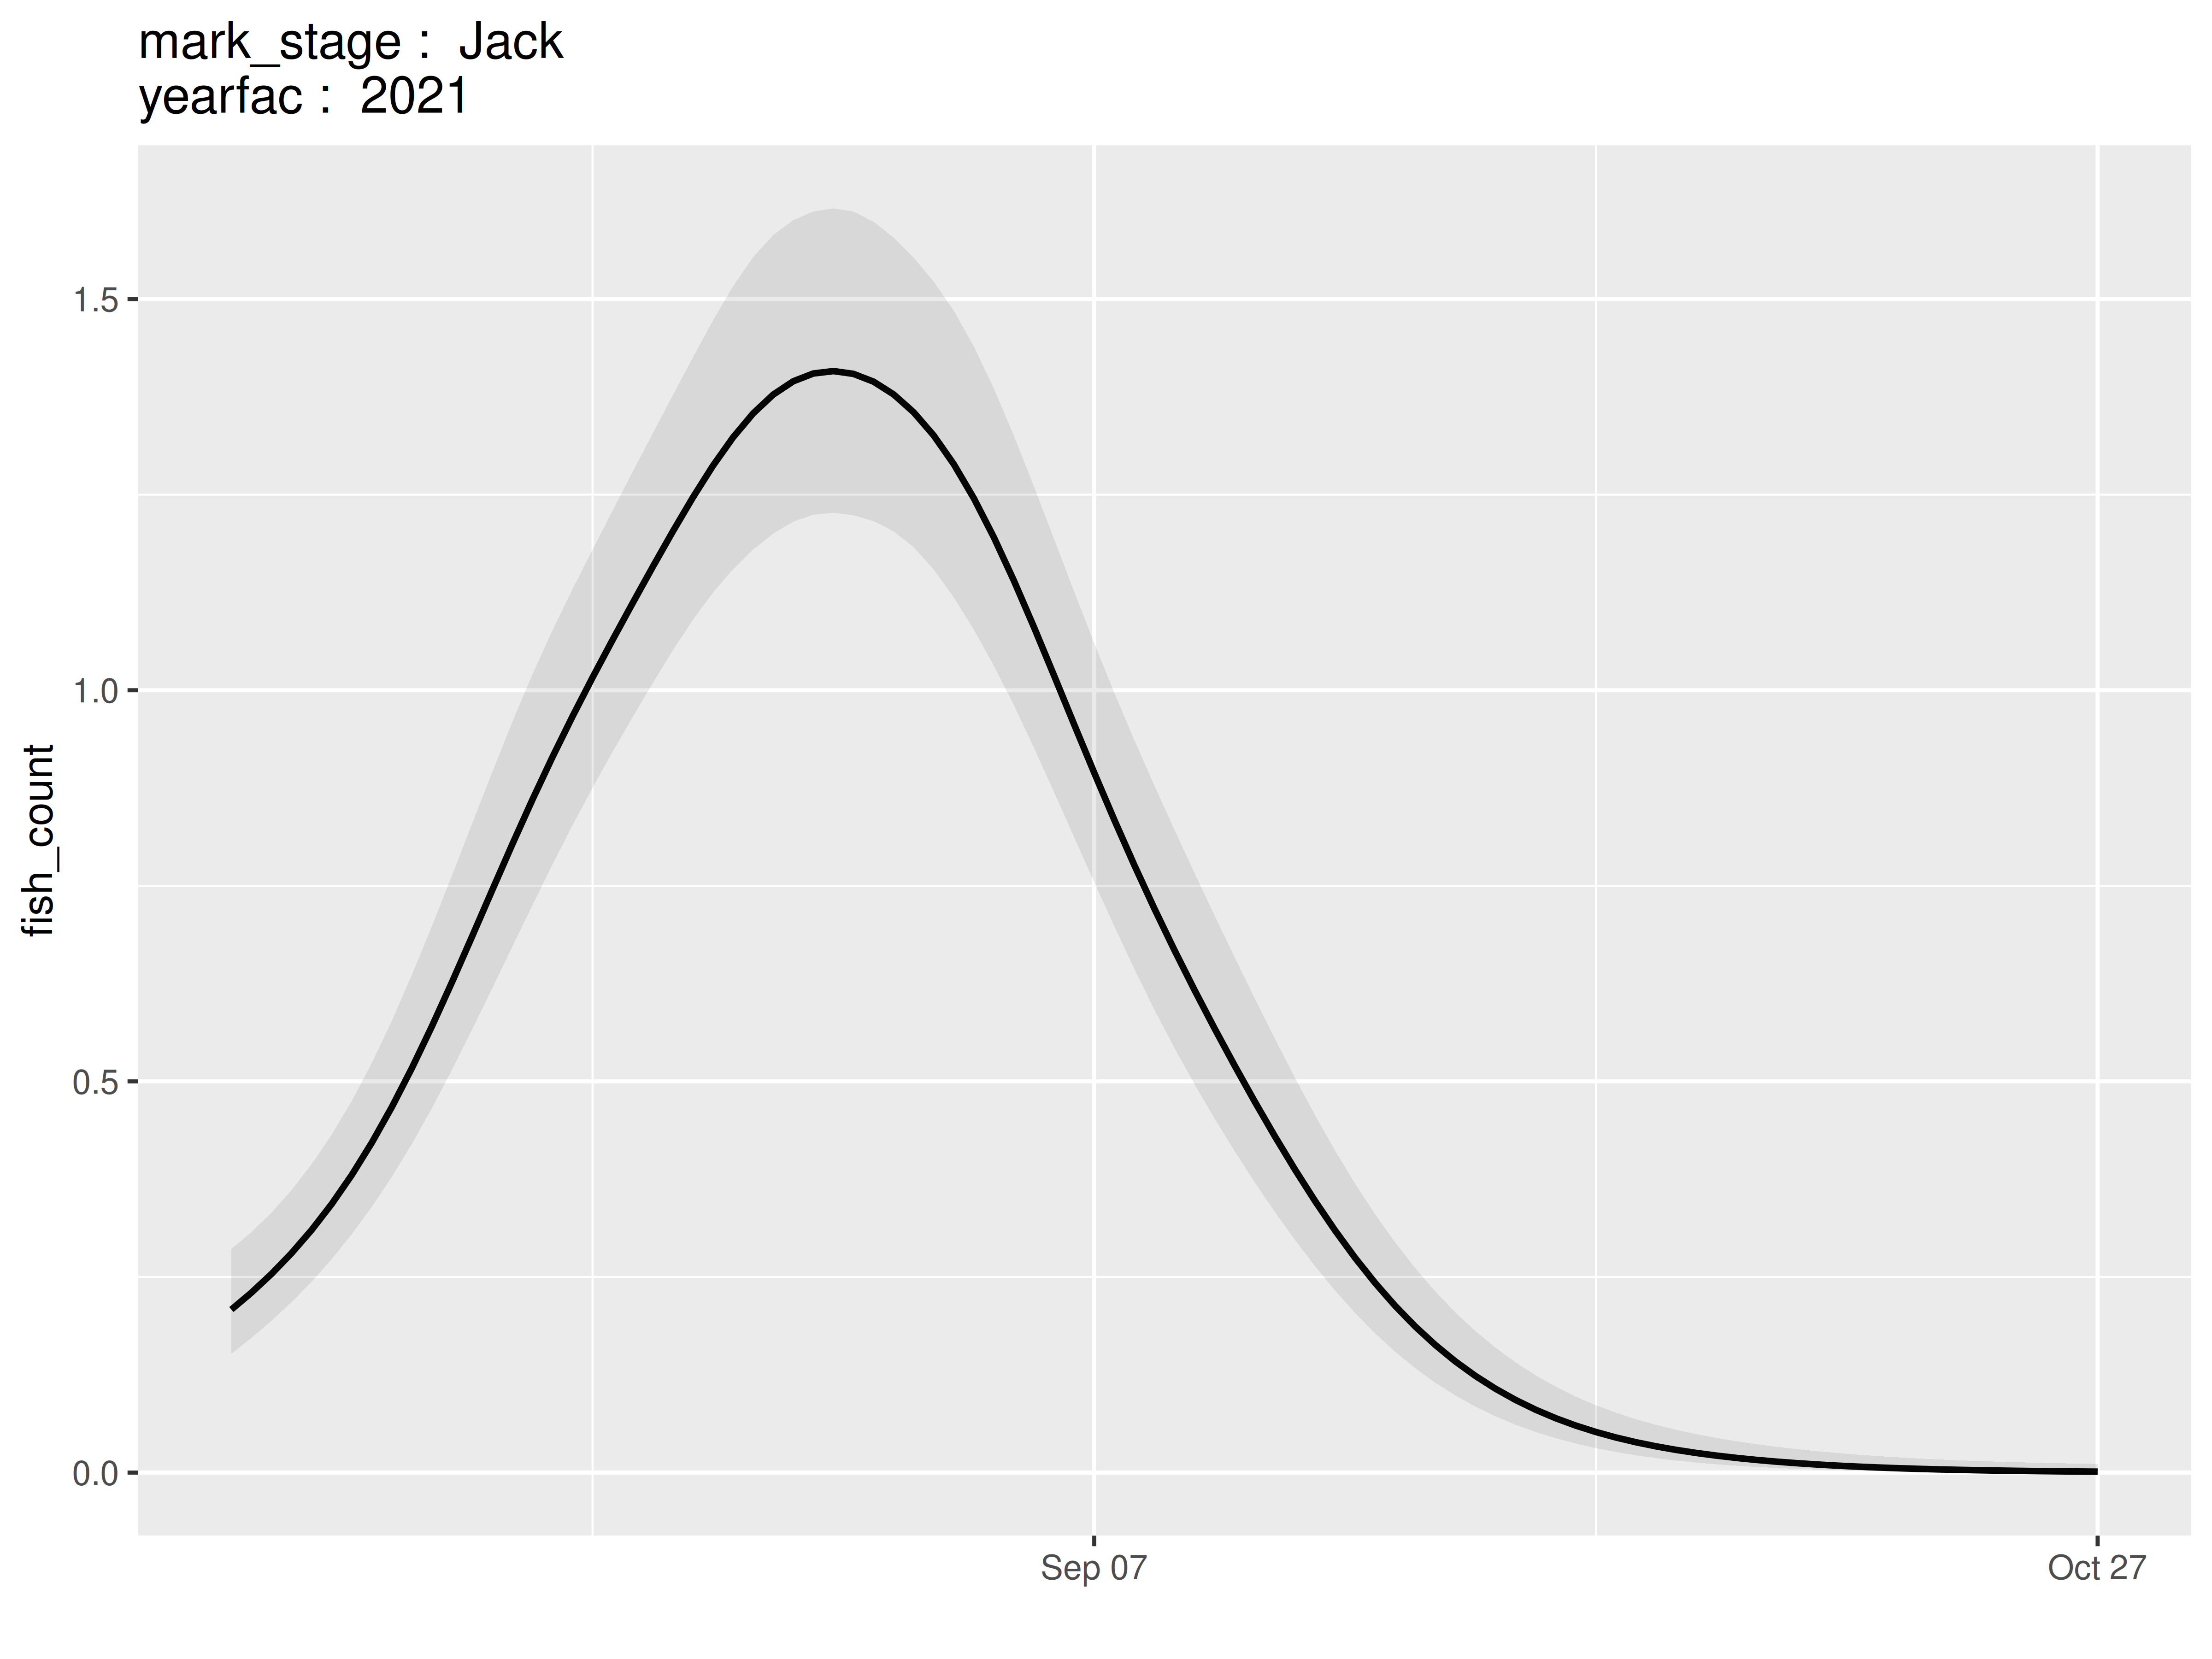 mark_stage :  Jack
yearfac :  2021
fish_count
1.5
1.0
0.5
0.0
Sep 07
Oct 27